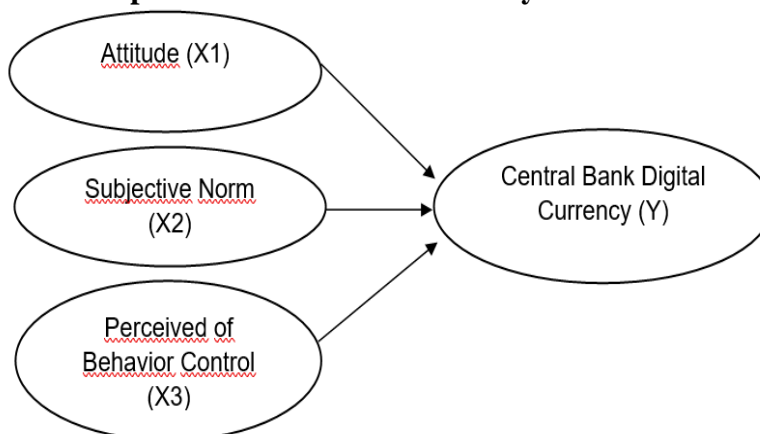 Attitude (X1)
Subjective Norm
(X2)
Perceived of
Behavior Control
(X3)
Central Bank Digital
Currency (Y)